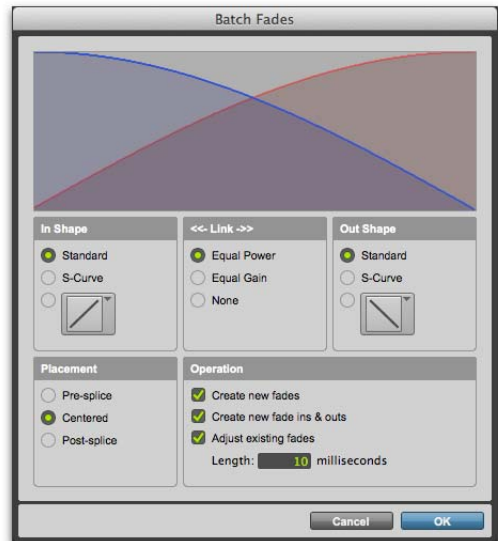 Batch Fades
In Shape
Standard
S-Curve
<<- Link ->>
Equal Power
Equal Gain
None
Out Shape
Standard
S-Curve
Placement
Pre-splice
Centered
Post-splice
Operation
Create new fades
Create new fade ins & outs
Adjust existing fades
Length: 10 milliseconds
Cancel
OK